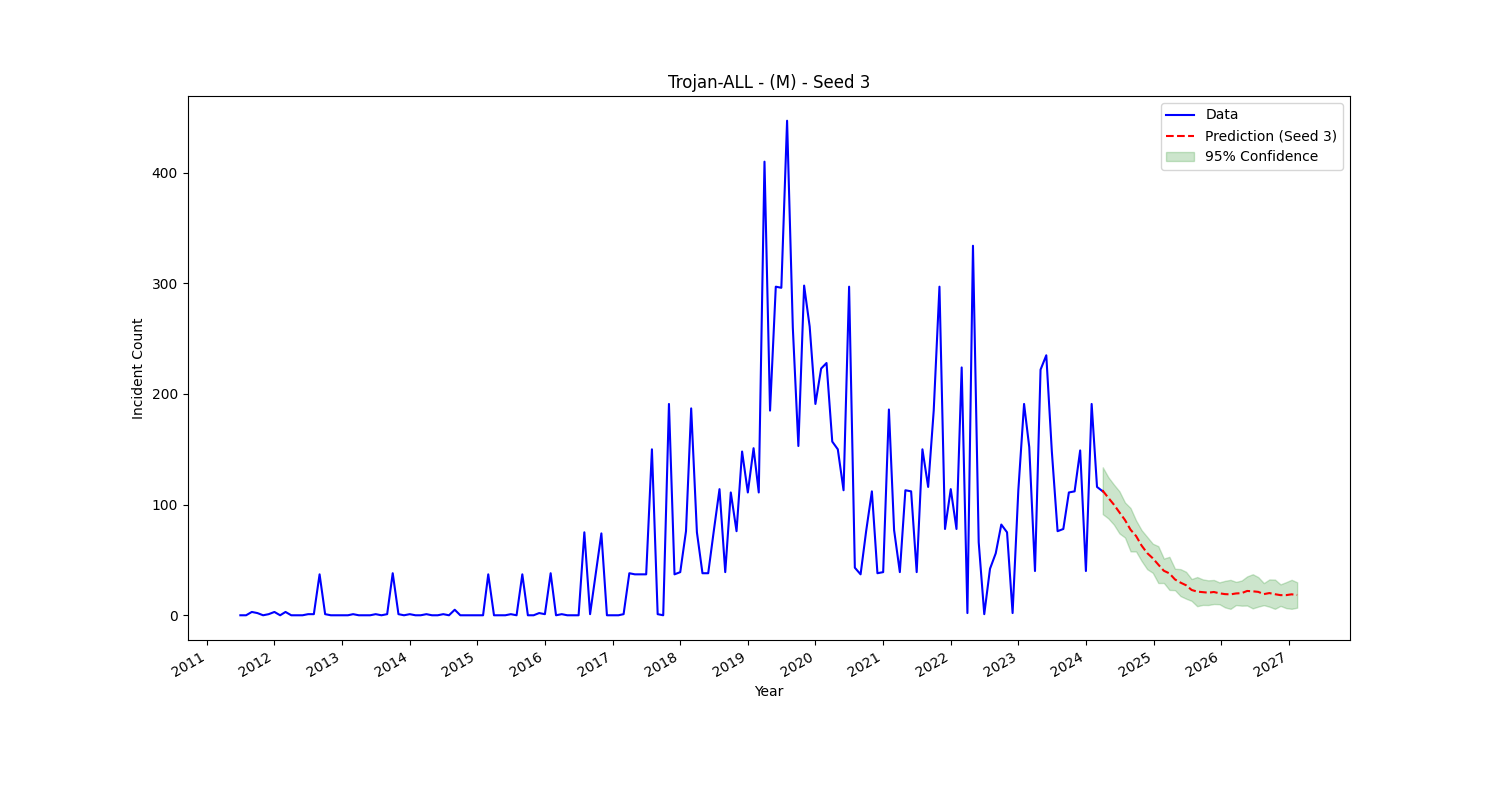 Trojan-ALL - (M) - Seed 3
Data
Prediction (Seed 3)
95% Confidence
Incident Count
400
300
200
100
0
2011 2012 2013 2014 2015 2016 2017 2018 2019 2020 2021 2022 2023 2024 2025 2026 2027
Year